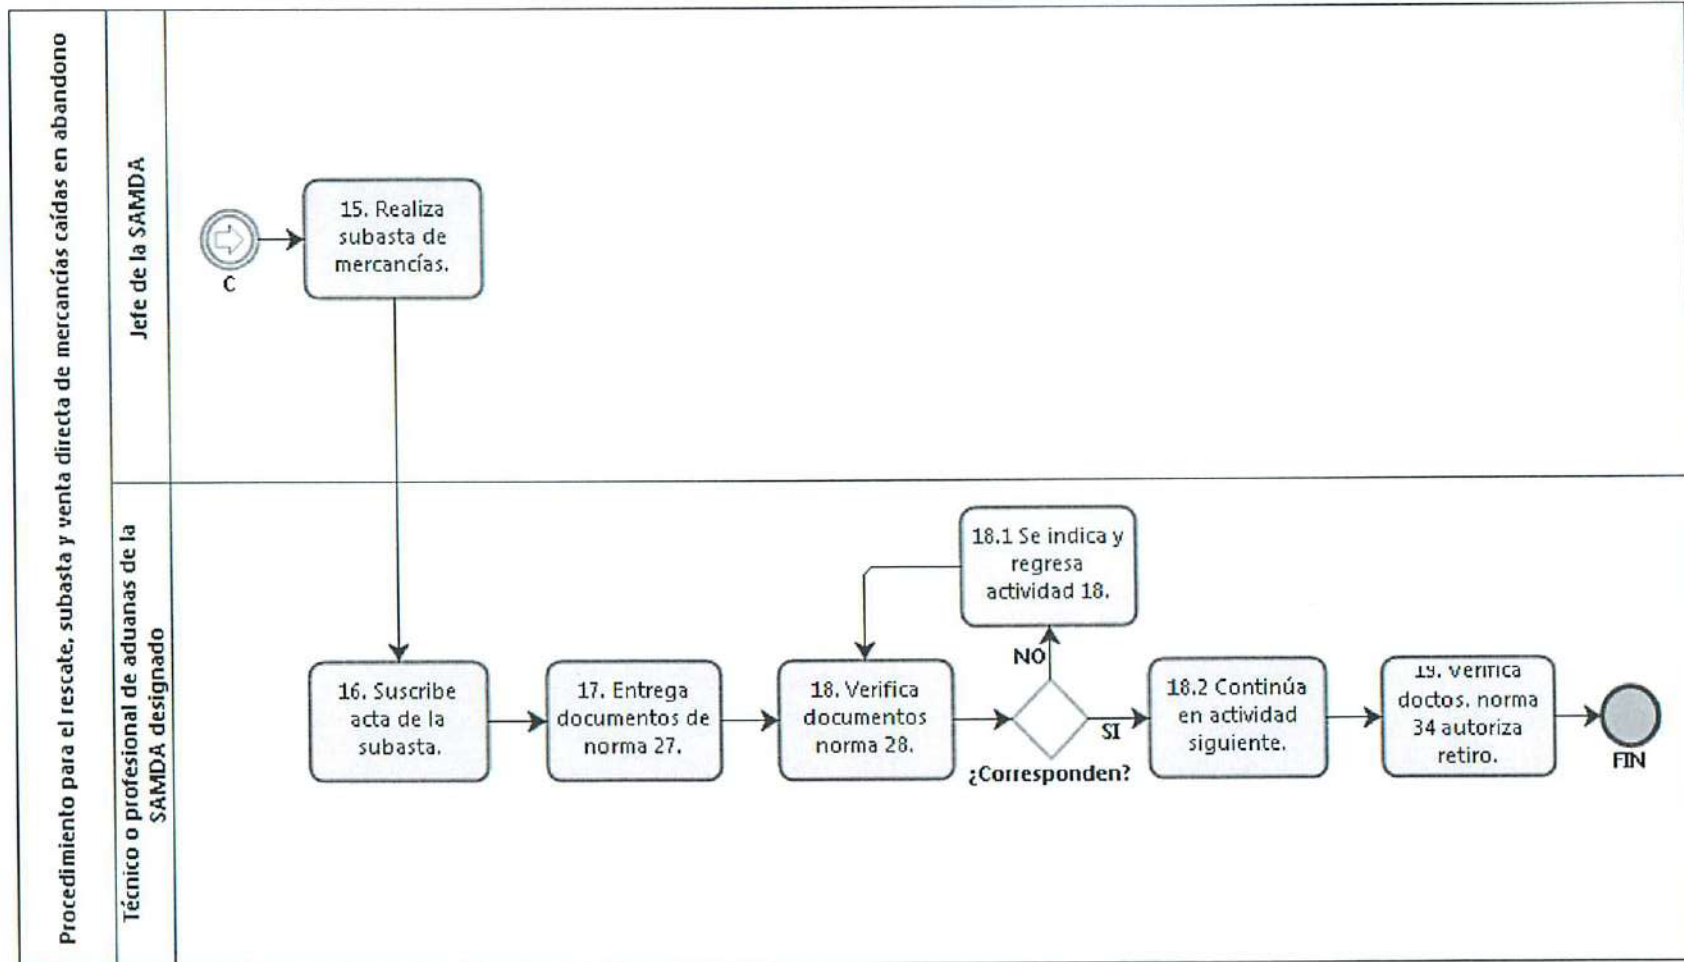 Procedimiento para el rescate, subasta y venta directa de mercancías caídas en abandono
Jefe de la SAMDA
C
15. Realiza
subasta de
mercancías.
Técnico o profesional de aduanas de la
SAMDA designado
16. Suscribe
acta de la
subasta.
17. Entrega
documentos de
norma 27.
18. Verifica
documentos
norma 28.
18.1 Se indica y
regresa
actividad 18.
NO
¿Corresponden?
SI
18.2 Continúa
en actividad
siguiente.
19. Verifica
doctos. norma
34 autoriza
retiro.
FIN